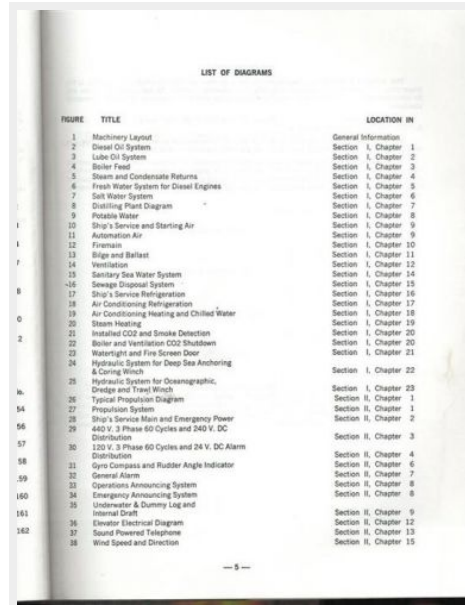 LIST OF DIAGRAMS
FIGURE TITLE LOCATION IN
1 Machinery Layout General Information
2 Diesel Oil System Section I, Chapter 1
3 Lube Oil System Section I, Chapter 2
4 Boiler Feed Section I, Chapter 3
5 Steam and Condensate Returns Section I, Chapter 4
6 Fresh Water System for Diesel Engines Section I, Chapter 5
7 Salt Water System Section I, Chapter 6
8 Distilling Plant Diagram Section I, Chapter 7
9 Potable Water Section I, Chapter 8
10 Ship's Service and Starting Air Section I, Chapter 9
11 Automation Air Section I, Chapter 9
12 Firemain Section I, Chapter 10
13 Bilge and Ballast Section I, Chapter 11
14 Ventilation Section I, Chapter 12
15 Sanitary Sea Water System Section I, Chapter 14
16 Sewage Disposal System Section I, Chapter 15
17 Ship's Service Refrigeration Section I, Chapter 16
18 Air Conditioning Refrigeration Section I, Chapter 17
19 Air Conditioning Heating and Chilled Water Section I, Chapter 18
20 Steam Heating Section I, Chapter 19
21 Installed CO2 and Smoke Detection Section I, Chapter 20
22 Boiler and Ventilation CO2 Shutdown Section I, Chapter 20
23 Watertight and Fire Screen Door Section I, Chapter 21
24 Hydraulic System for Deep Sea Anchoring
& Coring Winch Section I, Chapter 22
25 Hydraulic System for Oceanographic,
Dredge and Trawl Winch Section I, Chapter 23
26 Typical Propulsion Diagram Section II, Chapter 1
27 Propulsion System Section II, Chapter 1
28 Ship's Service Main and Emergency Power Section II, Chapter 2
29 440 V. 3 Phase 60 Cycles and 240 V. DC
Distribution Section II, Chapter 3
30 120 V. 3 Phase 60 Cycles and 24 V. DC Alarm
Distribution Section II, Chapter 4
31 Gyro Compass and Rudder Angle Indicator Section II, Chapter 6
32 General Alarm Section II, Chapter 7
33 Operations Announcing System Section II, Chapter 8
34 Emergency Announcing System Section II, Chapter 8
35 Underwater & Dummy Log and
Internal Draft Section II, Chapter 9
36 Elevator Electrical Diagram Section II, Chapter 12
37 Sound Powered Telephone Section II, Chapter 13
38 Wind Speed and Direction Section II, Chapter 15
—5—
No.
54
56
57
58
.59
160
161
162